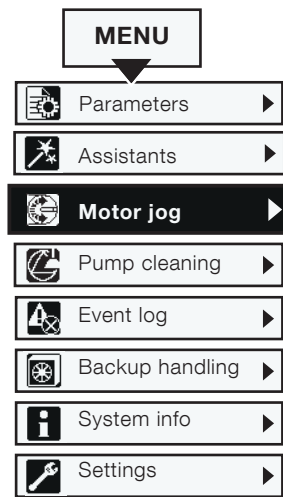 MENU
Parameters
Assistants
Motor jog
Pump cleaning
Event log
Backup handling
System info
Settings